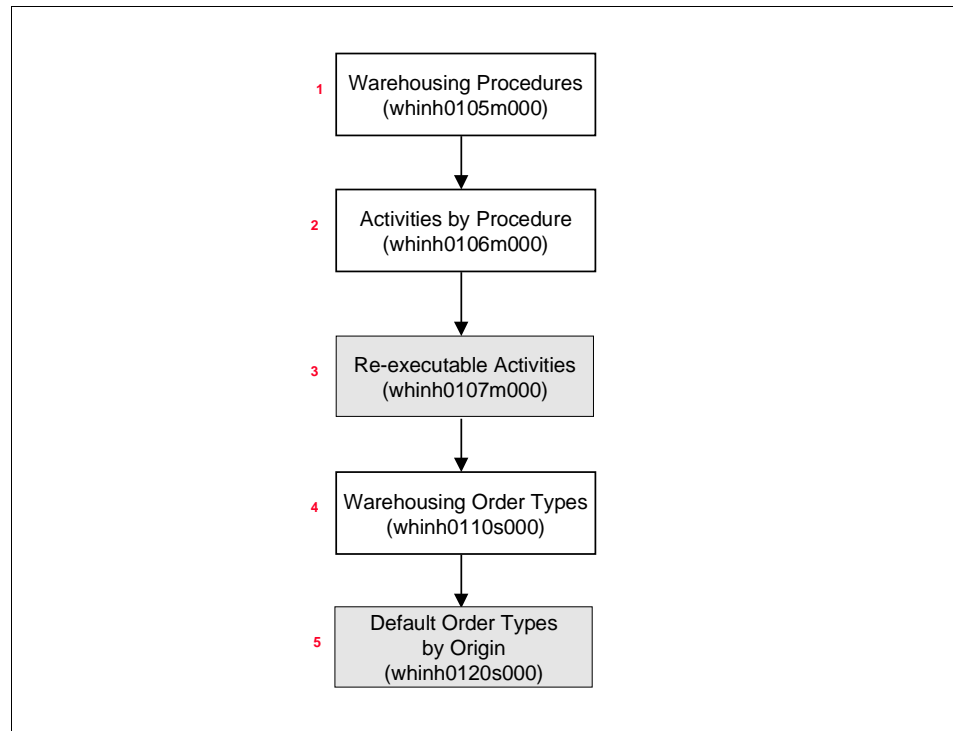 1
Warehousing Procedures
(whinh0105m000)
2
Activities by Procedure
(whinh0106m000)
3
Re-executable Activities
(whinh0107m000)
4
Warehousing Order Types
(whinh0110s000)
5
Default Order Types
by Origin
(whinh0120s000)